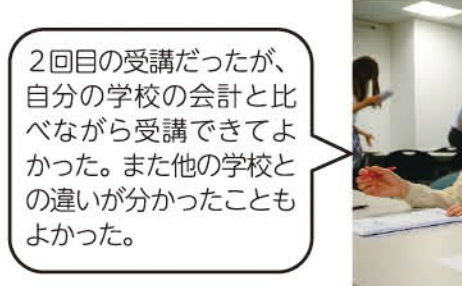 ２回目の受講だったが、
自分の学校の会計と比
べながら受講できてよ
かった。また他の学校と
の違いが分かったことも
よかった。